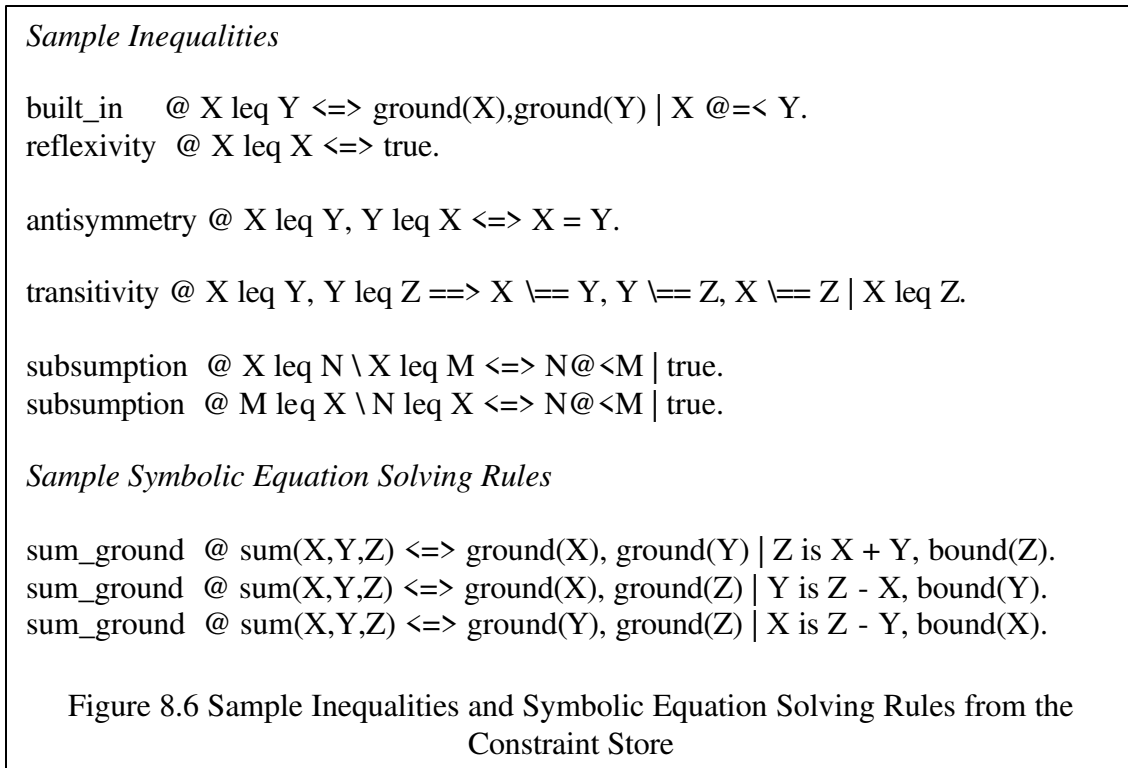 Sample Inequalities
built_in @ X leq Y <=> ground(X),ground(Y) | X @=< Y.
reflexivity @ X leq X <=> true.
antisymmetry @ X leq Y, Y leq X <=> X = Y.
transitivity @ X leq Y, Y leq Z ==> X \== Y, Y \== Z, X \== Z | X leq Z.
subsumption @ X leq N \ X leq M <=> N@<M | true.
subsumption @ M leq X \ N leq X <=> N@<M | true.
Sample Symbolic Equation Solving Rules
sum_ground @ sum(X,Y,Z) <=> ground(X), ground(Y) | Z is X + Y, bound(Z).
sum_ground @ sum(X,Y,Z) <=> ground(X), ground(Z) | Y is Z - X, bound(Y).
sum_ground @ sum(X,Y,Z) <=> ground(Y), ground(Z) | X is Z - Y, bound(X).
Figure 8.6 Sample Inequalities and Symbolic Equation Solving Rules from the
Constraint Store